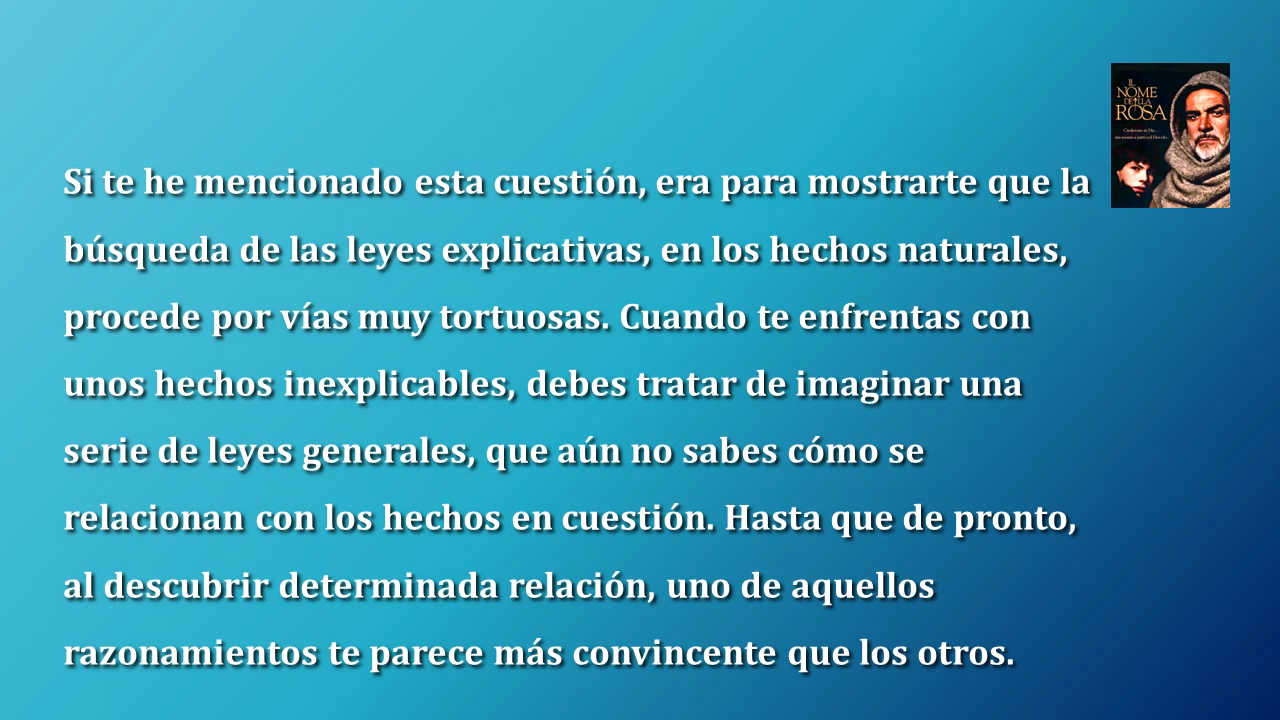 IL
NOME
DELLA
ROSA
Si te he mencionado esta cuestión, era para mostrarte que la
búsqueda de las leyes explicativas, en los hechos naturales,
procede por vías muy tortuosas. Cuando te enfrentas con
unos hechos inexplicables, debes tratar de imaginar una
serie de leyes generales, que aún no sabes cómo se
relacionan con los hechos en cuestión. Hasta que de pronto,
al descubrir determinada relación, uno de aquellos
razonamientos te parece más convincente que los otros.